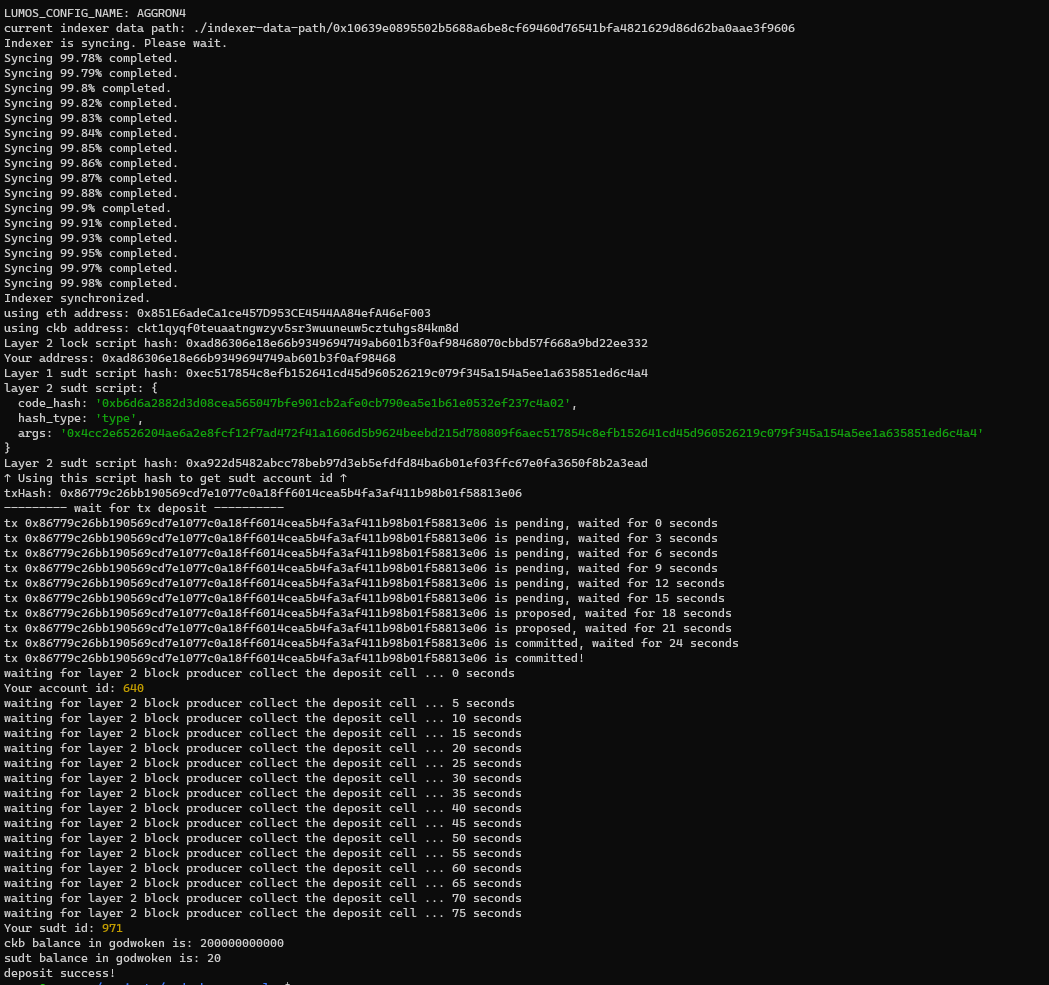 LUMOS_CONFIG_NAME: AGGRON4
current indexer data path: ./indexer-data-path/0x10639e0895502b5688a6be8cf69460d76541bfa4821629d86d62ba0aae3f9606
Indexer is syncing. Please wait.
Syncing 99.78% completed.
Syncing 99.79% completed.
Syncing 99.8% completed.
Syncing 99.82% completed.
Syncing 99.83% completed.
Syncing 99.84% completed.
Syncing 99.85% completed.
Syncing 99.86% completed.
Syncing 99.87% completed.
Syncing 99.88% completed.
Syncing 99.9% completed.
Syncing 99.91% completed.
Syncing 99.93% completed.
Syncing 99.95% completed.
Syncing 99.97% completed.
Syncing 99.98% completed.
Indexer synchronized.
using eth address: 0x851E6adeCa1ce457D953CE4544AA84efA46eF003
using ckb address: ckt1qyqf0teuaatngwzyv5sr3wuuneuw5cztuhgs84km8d
Layer 2 lock script hash: 0xad86306e18e66b9349694749ab601b3f0af98468070cbbd57f668a9bd22ee332
Your address: 0xad86306e18e66b9349694749ab601b3f0af98468
Layer 1 sudt script hash: 0xec517854c8efb152641cd45d960526219c079f345a154a5ee1a635851ed6c4a4
layer 2 sudt script: {
  code_hash: '0xb6d6a2882d3d08cea565047bfe901cb2afe0cb790ea5e1b61e0532ef237c4a02',
  hash_type: 'type',
  args: '0x4cc2e6526204ae6a2e8fcf12f7ad472f41a1606d5b9624beebd215d780809f6aec517854c8efb152641cd45d960526219c079f345a154a5ee1a635851ed6c4a4'
}
Layer 2 sudt script hash: 0xa922d5482abcc78beb97d3eb5efdfd84ba6b01ef03ffc67e0fa3650f8b2a3ead
↑ Using this script hash to get sudt account id ↑
txHash: 0x86779c26bb190569cd7e1077c0a18ff6014cea5b4fa3af411b98b01f58813e06
--------- wait for tx deposit ----------
tx 0x86779c26bb190569cd7e1077c0a18ff6014cea5b4fa3af411b98b01f58813e06 is pending, waited for 0 seconds
tx 0x86779c26bb190569cd7e1077c0a18ff6014cea5b4fa3af411b98b01f58813e06 is pending, waited for 3 seconds
tx 0x86779c26bb190569cd7e1077c0a18ff6014cea5b4fa3af411b98b01f58813e06 is pending, waited for 6 seconds
tx 0x86779c26bb190569cd7e1077c0a18ff6014cea5b4fa3af411b98b01f58813e06 is pending, waited for 9 seconds
tx 0x86779c26bb190569cd7e1077c0a18ff6014cea5b4fa3af411b98b01f58813e06 is pending, waited for 12 seconds
tx 0x86779c26bb190569cd7e1077c0a18ff6014cea5b4fa3af411b98b01f58813e06 is pending, waited for 15 seconds
tx 0x86779c26bb190569cd7e1077c0a18ff6014cea5b4fa3af411b98b01f58813e06 is proposed, waited for 18 seconds
tx 0x86779c26bb190569cd7e1077c0a18ff6014cea5b4fa3af411b98b01f58813e06 is proposed, waited for 21 seconds
tx 0x86779c26bb190569cd7e1077c0a18ff6014cea5b4fa3af411b98b01f58813e06 is committed, waited for 24 seconds
tx 0x86779c26bb190569cd7e1077c0a18ff6014cea5b4fa3af411b98b01f58813e06 is committed!
waiting for layer 2 block producer collect the deposit cell ... 0 seconds
Your account id: 640
waiting for layer 2 block producer collect the deposit cell ... 5 seconds
waiting for layer 2 block producer collect the deposit cell ... 10 seconds
waiting for layer 2 block producer collect the deposit cell ... 15 seconds
waiting for layer 2 block producer collect the deposit cell ... 20 seconds
waiting for layer 2 block producer collect the deposit cell ... 25 seconds
waiting for layer 2 block producer collect the deposit cell ... 30 seconds
waiting for layer 2 block producer collect the deposit cell ... 35 seconds
waiting for layer 2 block producer collect the deposit cell ... 40 seconds
waiting for layer 2 block producer collect the deposit cell ... 45 seconds
waiting for layer 2 block producer collect the deposit cell ... 50 seconds
waiting for layer 2 block producer collect the deposit cell ... 55 seconds
waiting for layer 2 block producer collect the deposit cell ... 60 seconds
waiting for layer 2 block producer collect the deposit cell ... 65 seconds
waiting for layer 2 block producer collect the deposit cell ... 70 seconds
waiting for layer 2 block producer collect the deposit cell ... 75 seconds
Your sudt id: 971
ckb balance in godwoken is: 200000000000
sudt balance in godwoken is: 20
deposit success!